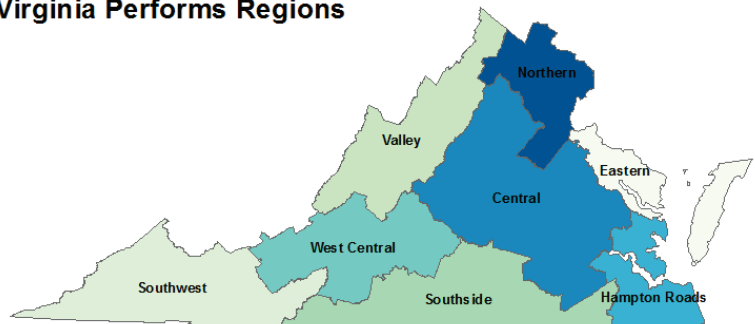 Virginia Performs Regions
Northern
Valley
Eastern
Central
West Central
Southwest
Southside
Hampton Roads